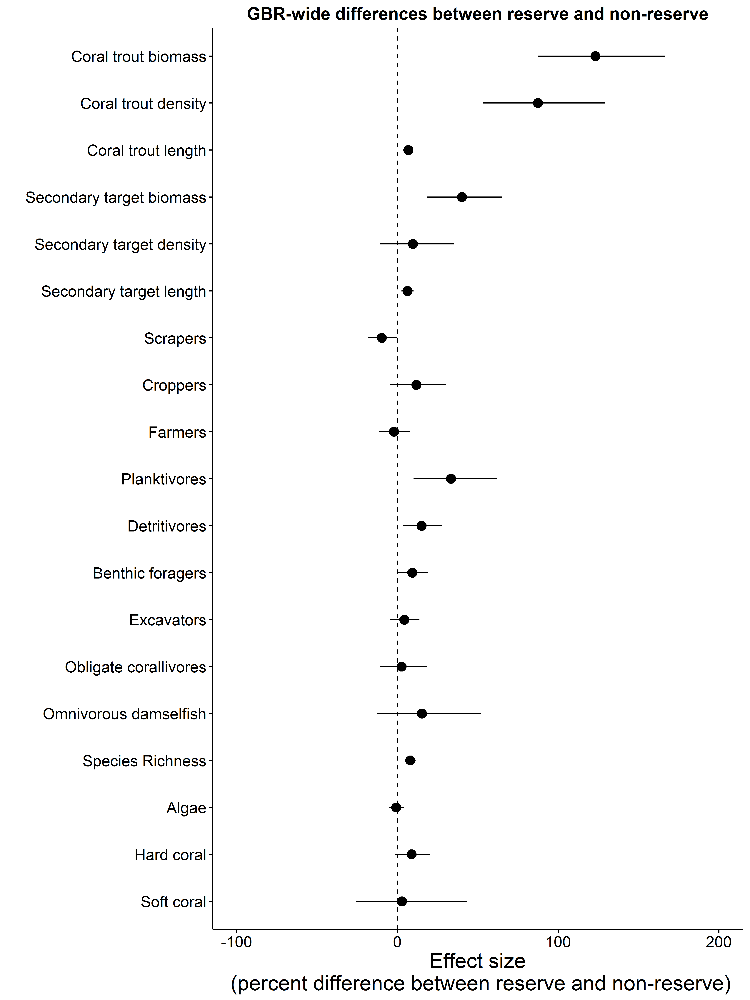 GBR-wide differences between reserve and non-reserve
Coral trout biomass
Coral trout density
Coral trout length
Secondary target biomass
Secondary target density
Secondary target length
Scrapers
Croppers
Farmers
Planktivores
Detritivores
Benthic foragers
Excavators
Obligate corallivores
Omnivorous damselfish
Species Richness
Algae
Hard coral
Soft coral
-100 0 100 200
Effect size
(percent difference between reserve and non-reserve)